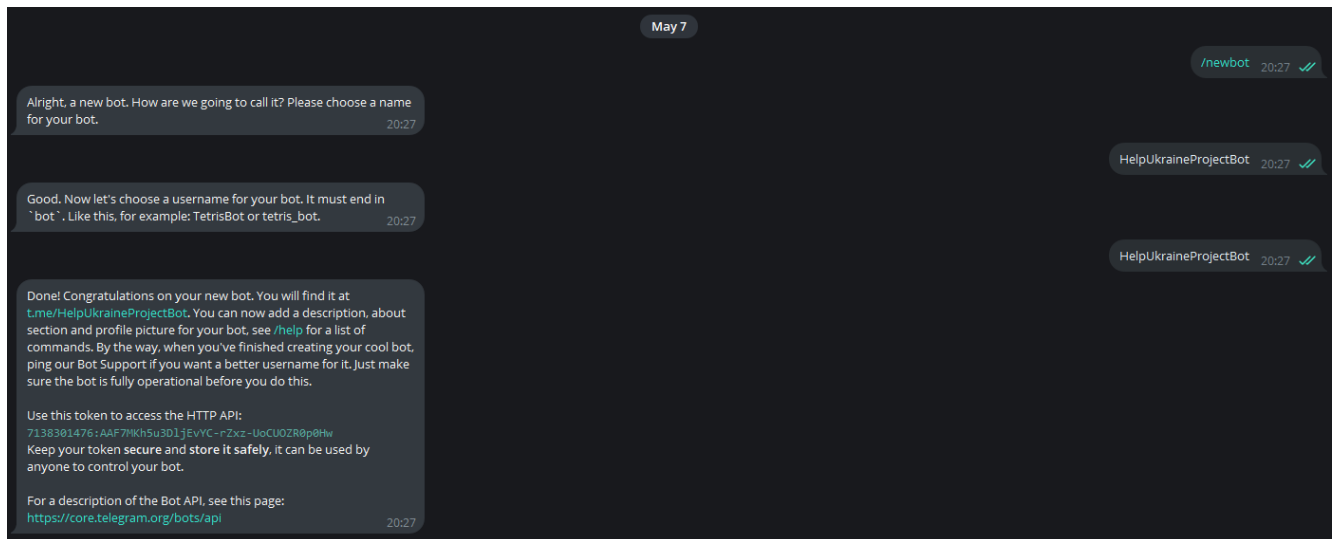 May 7
/newbot 20:27
Alright, a new bot. How are we going to call it? Please choose a name
for your bot. 20:27
HelpUkraineProjectBot 20:27
Good. Now let's choose a username for your bot. It must end in
`bot`. Like this, for example: TetrisBot or tetris_bot. 20:27
HelpUkraineProjectBot 20:27
Done! Congratulations on your new bot. You will find it at
t.me/HelpUkraineProjectBot. You can now add a description, about
section and profile picture for your bot, see /help for a list of
commands. By the way, when you've finished creating your cool bot,
ping our Bot Support if you want a better username for it. Just make
sure the bot is fully operational before you do this.
Use this token to access the HTTP API:
7138301476:AAF7MKh5u3DljEvYC-rZxz-UoCUOZR0p0Hw
Keep your token secure and store it safely, it can be used by
anyone to control your bot.
For a description of the Bot API, see this page:
https://core.telegram.org/bots/api 20:27